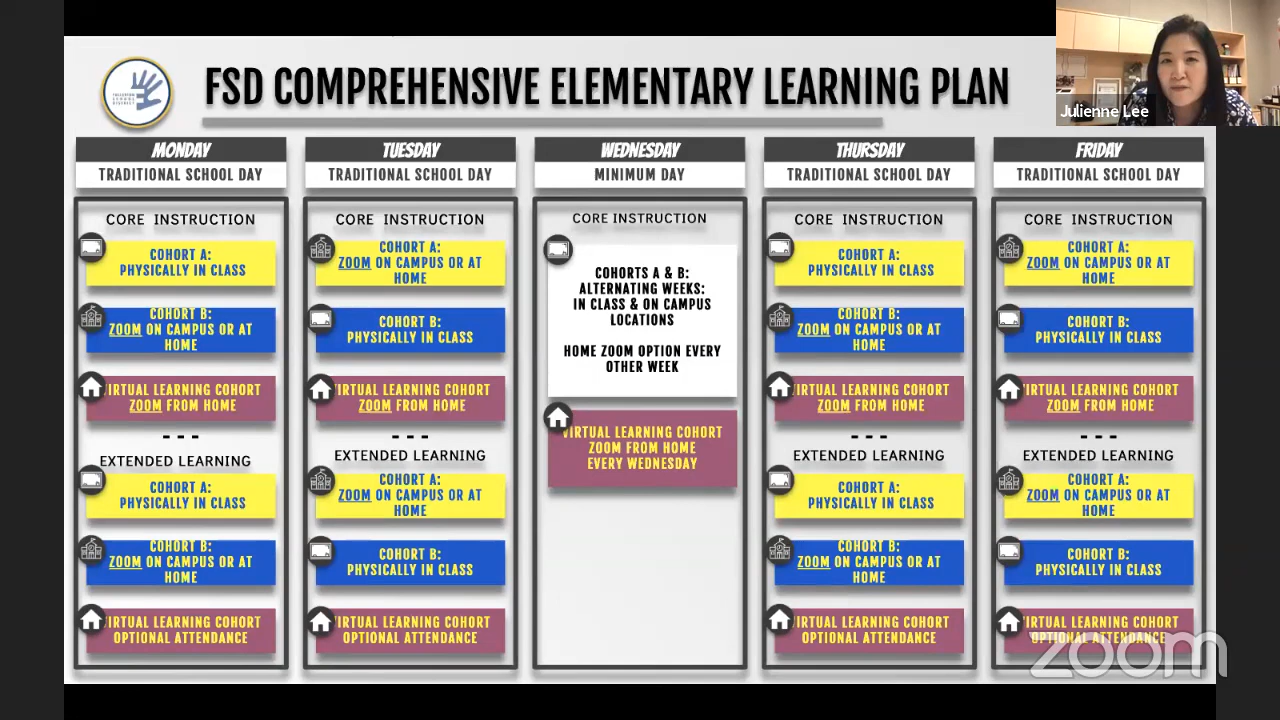 FSD COMPREHENSIVE ELEMENTARY LEARNING PLAN
Julienne Lee
MONDAY
TRADITIONAL SCHOOL DAY
CORE INSTRUCTION
COHORT A:
PHYSICALLY IN CLASS
COHORT B:
ZOOM ON CAMPUS OR AT
HOME
VIRTUAL LEARNING COHORT
ZOOM FROM HOME
- - -
EXTENDED LEARNING
COHORT A:
PHYSICALLY IN CLASS
COHORT B:
ZOOM ON CAMPUS OR AT
HOME
VIRTUAL LEARNING COHORT
OPTIONAL ATTENDANCE
TUESDAY
TRADITIONAL SCHOOL DAY
CORE INSTRUCTION
COHORT A:
ZOOM ON CAMPUS OR AT
HOME
COHORT B:
PHYSICALLY IN CLASS
VIRTUAL LEARNING COHORT
ZOOM FROM HOME
- - -
EXTENDED LEARNING
COHORT A:
ZOOM ON CAMPUS OR AT
HOME
COHORT B:
PHYSICALLY IN CLASS
VIRTUAL LEARNING COHORT
OPTIONAL ATTENDANCE
WEDNESDAY
MINIMUM DAY
CORE INSTRUCTION
COHORTS A & B:
ALTERNATING WEEKS:
IN CLASS & ON CAMPUS
LOCATIONS
HOME ZOOM OPTION EVERY
OTHER WEEK
VIRTUAL LEARNING COHORT
ZOOM FROM HOME
EVERY WEDNESDAY
THURSDAY
TRADITIONAL SCHOOL DAY
CORE INSTRUCTION
COHORT A:
PHYSICALLY IN CLASS
COHORT B:
ZOOM ON CAMPUS OR AT
HOME
VIRTUAL LEARNING COHORT
ZOOM FROM HOME
- - -
EXTENDED LEARNING
COHORT A:
PHYSICALLY IN CLASS
COHORT B:
ZOOM ON CAMPUS OR AT
HOME
VIRTUAL LEARNING COHORT
OPTIONAL ATTENDANCE
FRIDAY
TRADITIONAL SCHOOL DAY
CORE INSTRUCTION
COHORT A:
ZOOM ON CAMPUS OR AT
HOME
COHORT B:
PHYSICALLY IN CLASS
VIRTUAL LEARNING COHORT
ZOOM FROM HOME
- - -
EXTENDED LEARNING
COHORT A:
ZOOM ON CAMPUS OR AT
HOME
COHORT B:
PHYSICALLY IN CLASS
VIRTUAL LEARNING COHORT
OPTIONAL ATTENDANCE
zoom